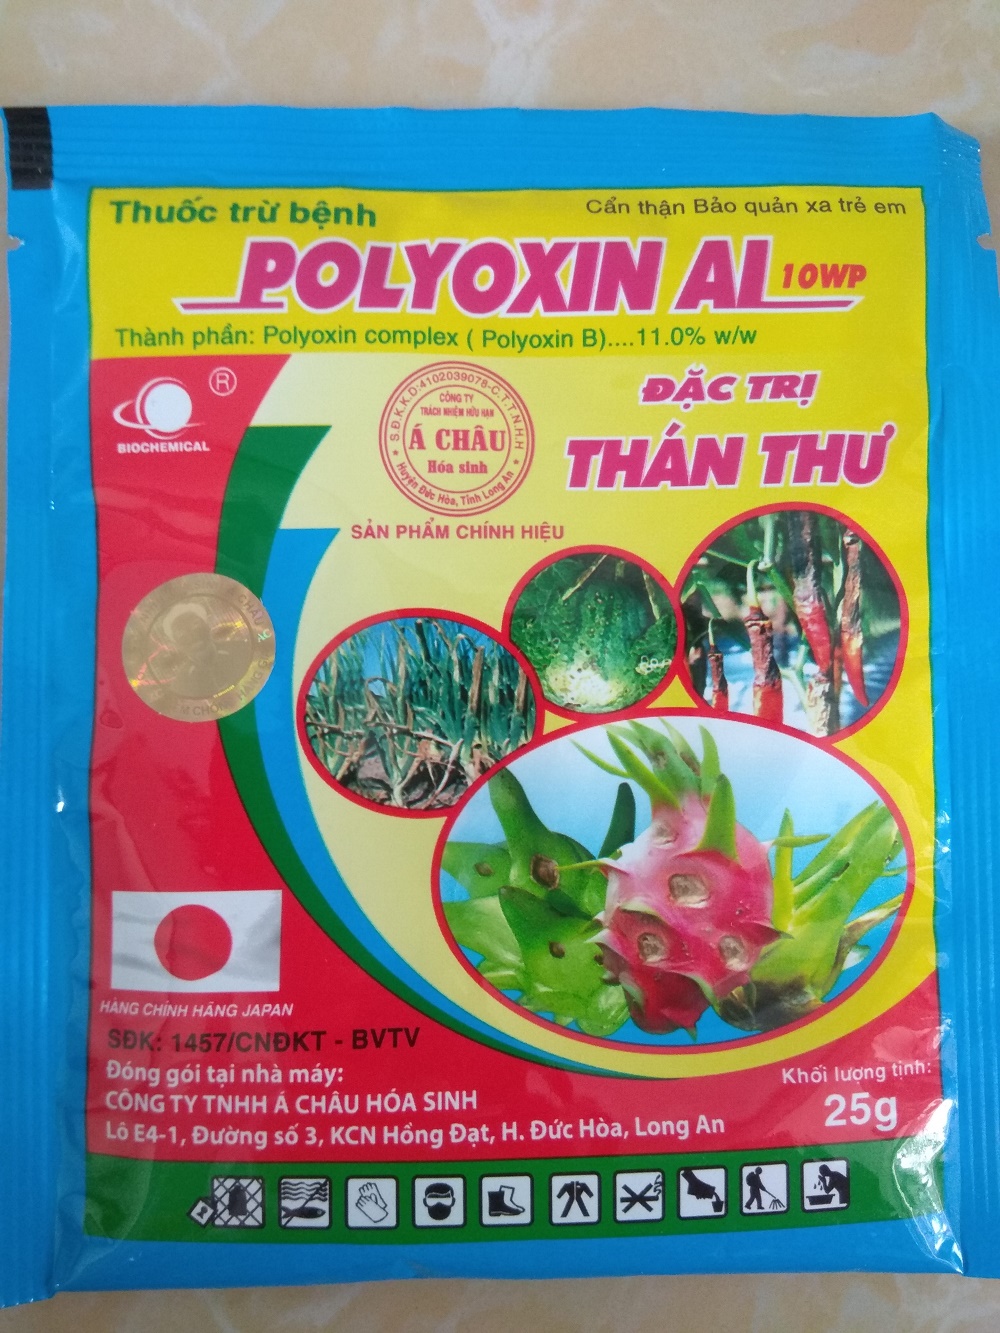 Thuốc trừ bệnh
Cẩn thận Bảo quản xa trẻ em
POLYOXIN AL 10WP
Thành phần: Polyoxin complex ( Polyoxin B)....11.0% w/w
®
BIOCHEMICAL
S.Đ.K.K.D:4102039078-C.T.T.N.H.H
CÔNG TY
TRÁCH NHIỆM HỮU HẠN
Á CHÂU
Hóa sinh
Huyện Đức Hòa, Tỉnh Long An
SẢN PHẨM CHÍNH HIỆU
ĐẶC TRỊ
THÁN THƯ
HÀNG CHÍNH HÃNG JAPAN
SĐK: 1457/CNĐKT - BVTV
Đóng gói tại nhà máy:
CÔNG TY TNHH Á CHÂU HÓA SINH
Lô E4-1, Đường số 3, KCN Hồng Đạt, H. Đức Hòa, Long An
Khối lượng tịnh:
25g